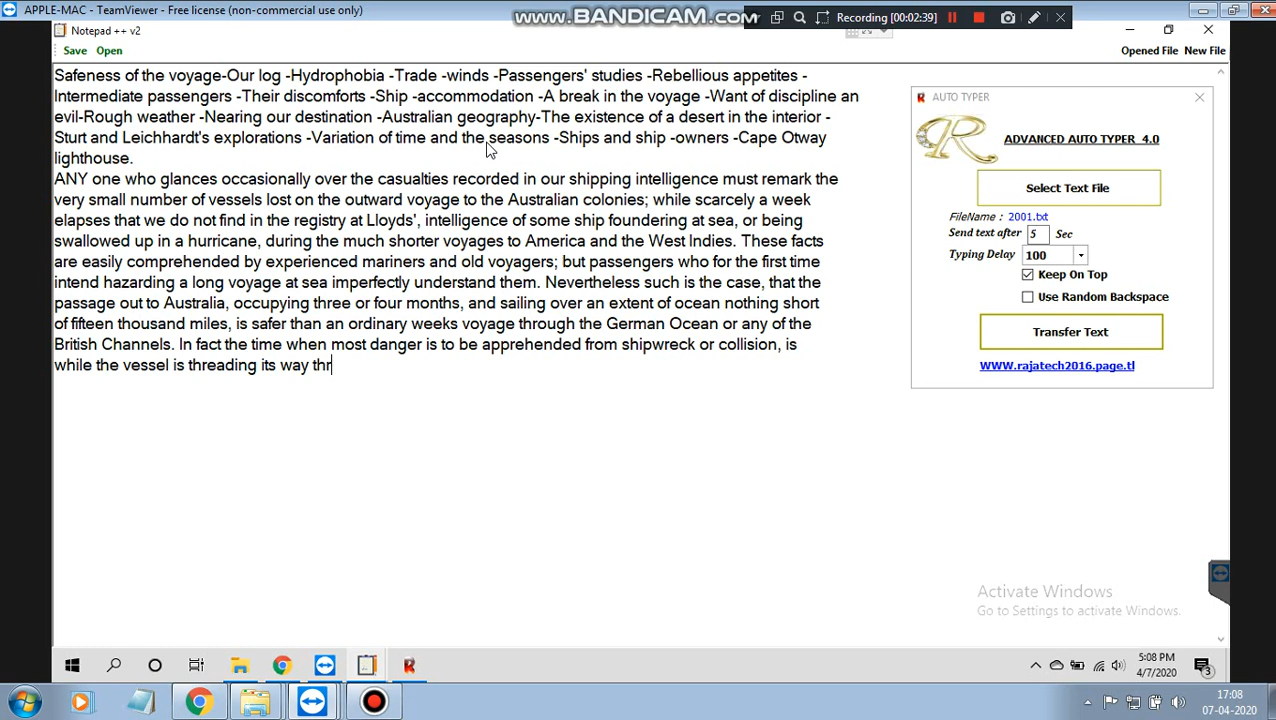 APPLE-MAC - TeamViewer - Free license (non-commercial use only)
www.BANDICAM.com
Recording [00:02:39]
Notepad ++ v2
Save Open
Opened File New File
Safeness of the voyage-Our log -Hydrophobia -Trade -winds -Passengers' studies -Rebellious appetites -
Intermediate passengers -Their discomforts -Ship -accommodation -A break in the voyage -Want of discipline an
evil-Rough weather -Nearing our destination -Australian geography-The existence of a desert in the interior -
Sturt and Leichhardt's explorations -Variation of time and the seasons -Ships and ship -owners -Cape Otway
lighthouse.
ANY one who glances occasionally over the casualties recorded in our shipping intelligence must remark the
very small number of vessels lost on the outward voyage to the Australian colonies; while scarcely a week
elapses that we do not find in the registry at Lloyds', intelligence of some ship foundering at sea, or being
swallowed up in a hurricane, during the much shorter voyages to America and the West Indies. These facts
are easily comprehended by experienced mariners and old voyagers; but passengers who for the first time
intend hazarding a long voyage at sea imperfectly understand them. Nevertheless such is the case, that the
passage out to Australia, occupying three or four months, and sailing over an extent of ocean nothing short
of fifteen thousand miles, is safer than an ordinary weeks voyage through the German Ocean or any of the
British Channels. In fact the time when most danger is to be apprehended from shipwreck or collision, is
while the vessel is threading its way thr
AUTO TYPER
R
ADVANCED AUTO TYPER 4.0
Select Text File
FileName : 2001.txt
Send text after 5 Sec
Typing Delay 100
Keep On Top
Use Random Backspace
Transfer Text
WWW.rajatech2016.page.tl
Activate Windows
Go to Settings to activate Windows.
5:08 PM
4/7/2020
3
17:08
07-04-2020